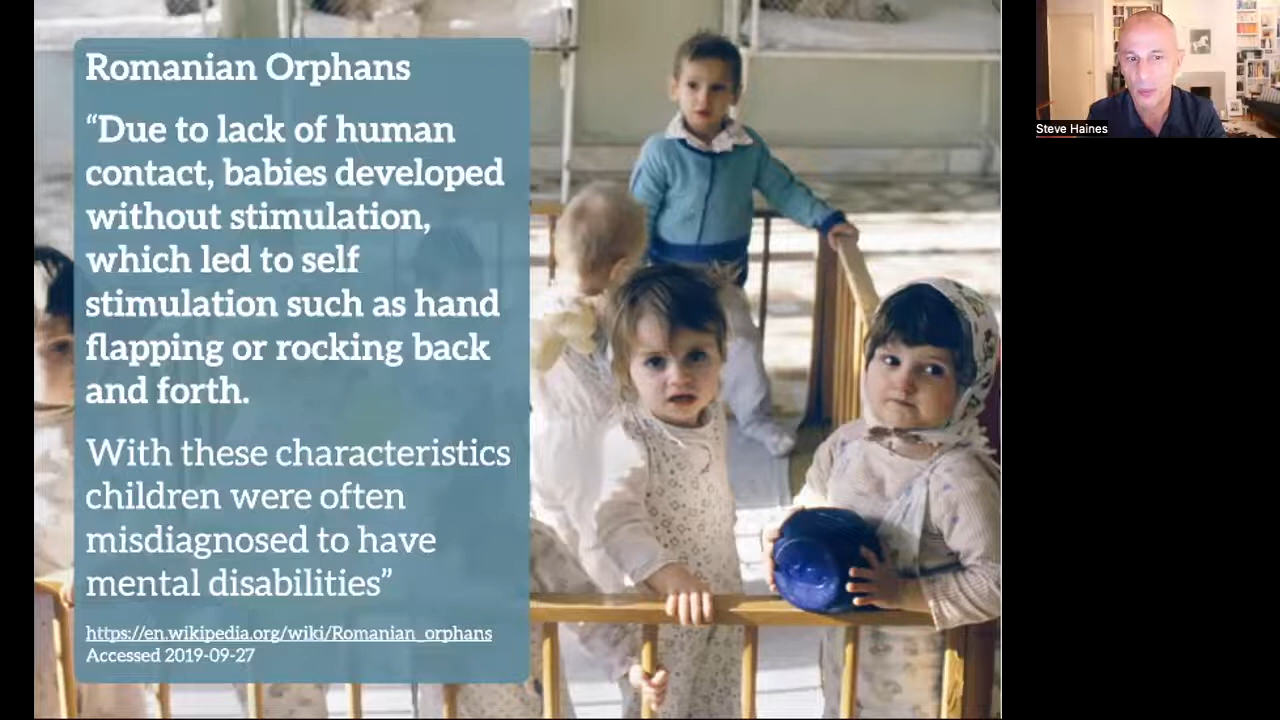 Romanian Orphans
“Due to lack of human
contact, babies developed
without stimulation,
which led to self
stimulation such as hand
flapping or rocking back
and forth.
With these characteristics
children were often
misdiagnosed to have
mental disabilities”
https://en.wikipedia.org/wiki/Romanian_orphans
Accessed 2019-09-27
Steve Haines